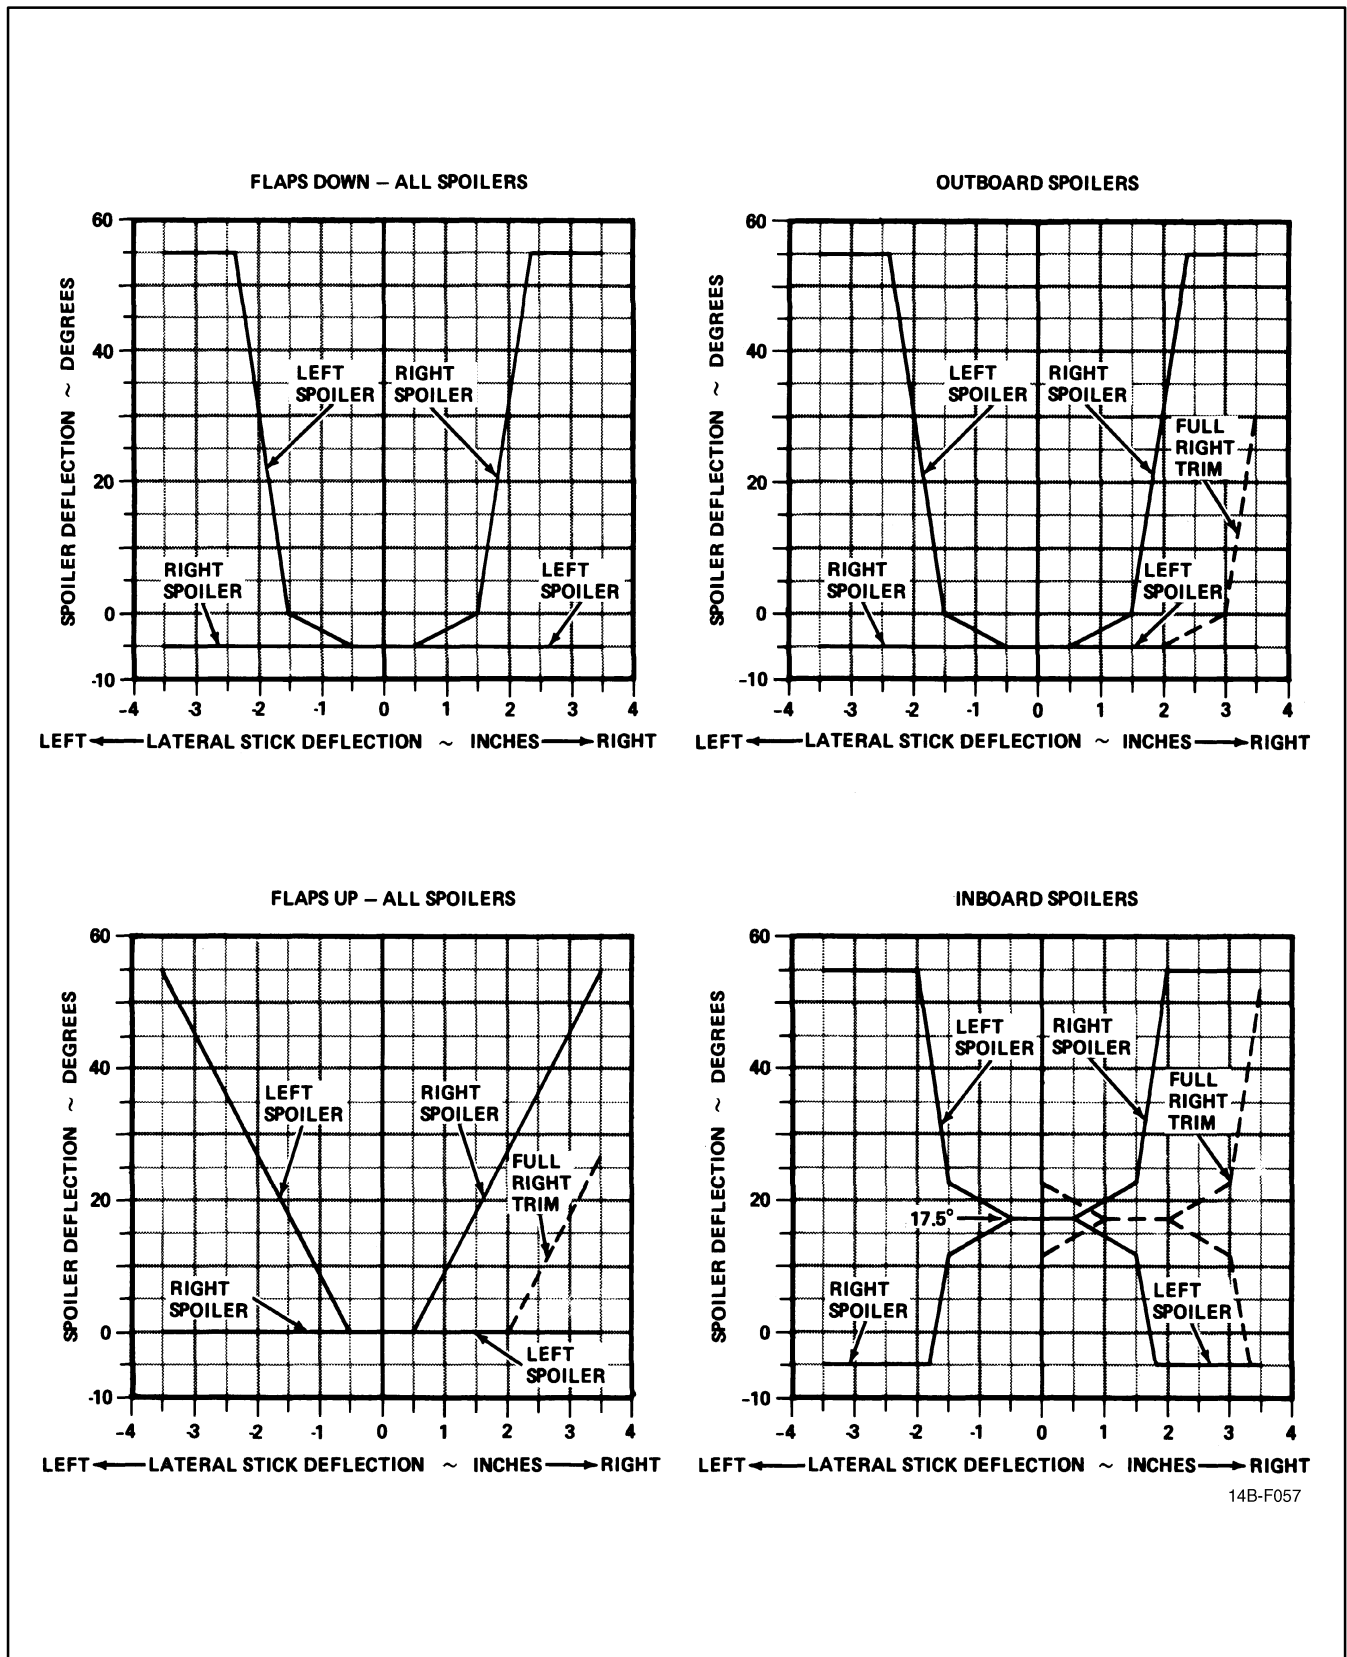 FLAPS DOWN – ALL SPOILERS
60
40
20
0
-10
SPOILER DEFLECTION ~ DEGREES
LEFT
SPOILER
RIGHT
SPOILER
RIGHT
SPOILER
LEFT
SPOILER
-4 -3 -2 -1 0 1 2 3 4
LEFT LATERAL STICK DEFLECTION ~ INCHES RIGHT
OUTBOARD SPOILERS
60
40
20
0
-10
SPOILER DEFLECTION ~ DEGREES
LEFT
SPOILER
RIGHT
SPOILER
FULL
RIGHT
TRIM
RIGHT
SPOILER
LEFT
SPOILER
-4 -3 -2 -1 0 1 2 3 4
LEFT LATERAL STICK DEFLECTION ~ INCHES RIGHT
FLAPS UP – ALL SPOILERS
60
40
20
0
-10
SPOILER DEFLECTION ~ DEGREES
LEFT
SPOILER
RIGHT
SPOILER
FULL
RIGHT
TRIM
RIGHT
SPOILER
LEFT
SPOILER
-4 -3 -2 -1 0 1 2 3 4
LEFT LATERAL STICK DEFLECTION ~ INCHES RIGHT
INBOARD SPOILERS
60
40
20
0
-10
SPOILER DEFLECTION ~ DEGREES
LEFT
SPOILER
RIGHT
SPOILER
FULL
RIGHT
TRIM
17.5°
RIGHT
SPOILER
LEFT
SPOILER
-4 -3 -2 -1 0 1 2 3 4
LEFT LATERAL STICK DEFLECTION ~ INCHES RIGHT
14B-F057